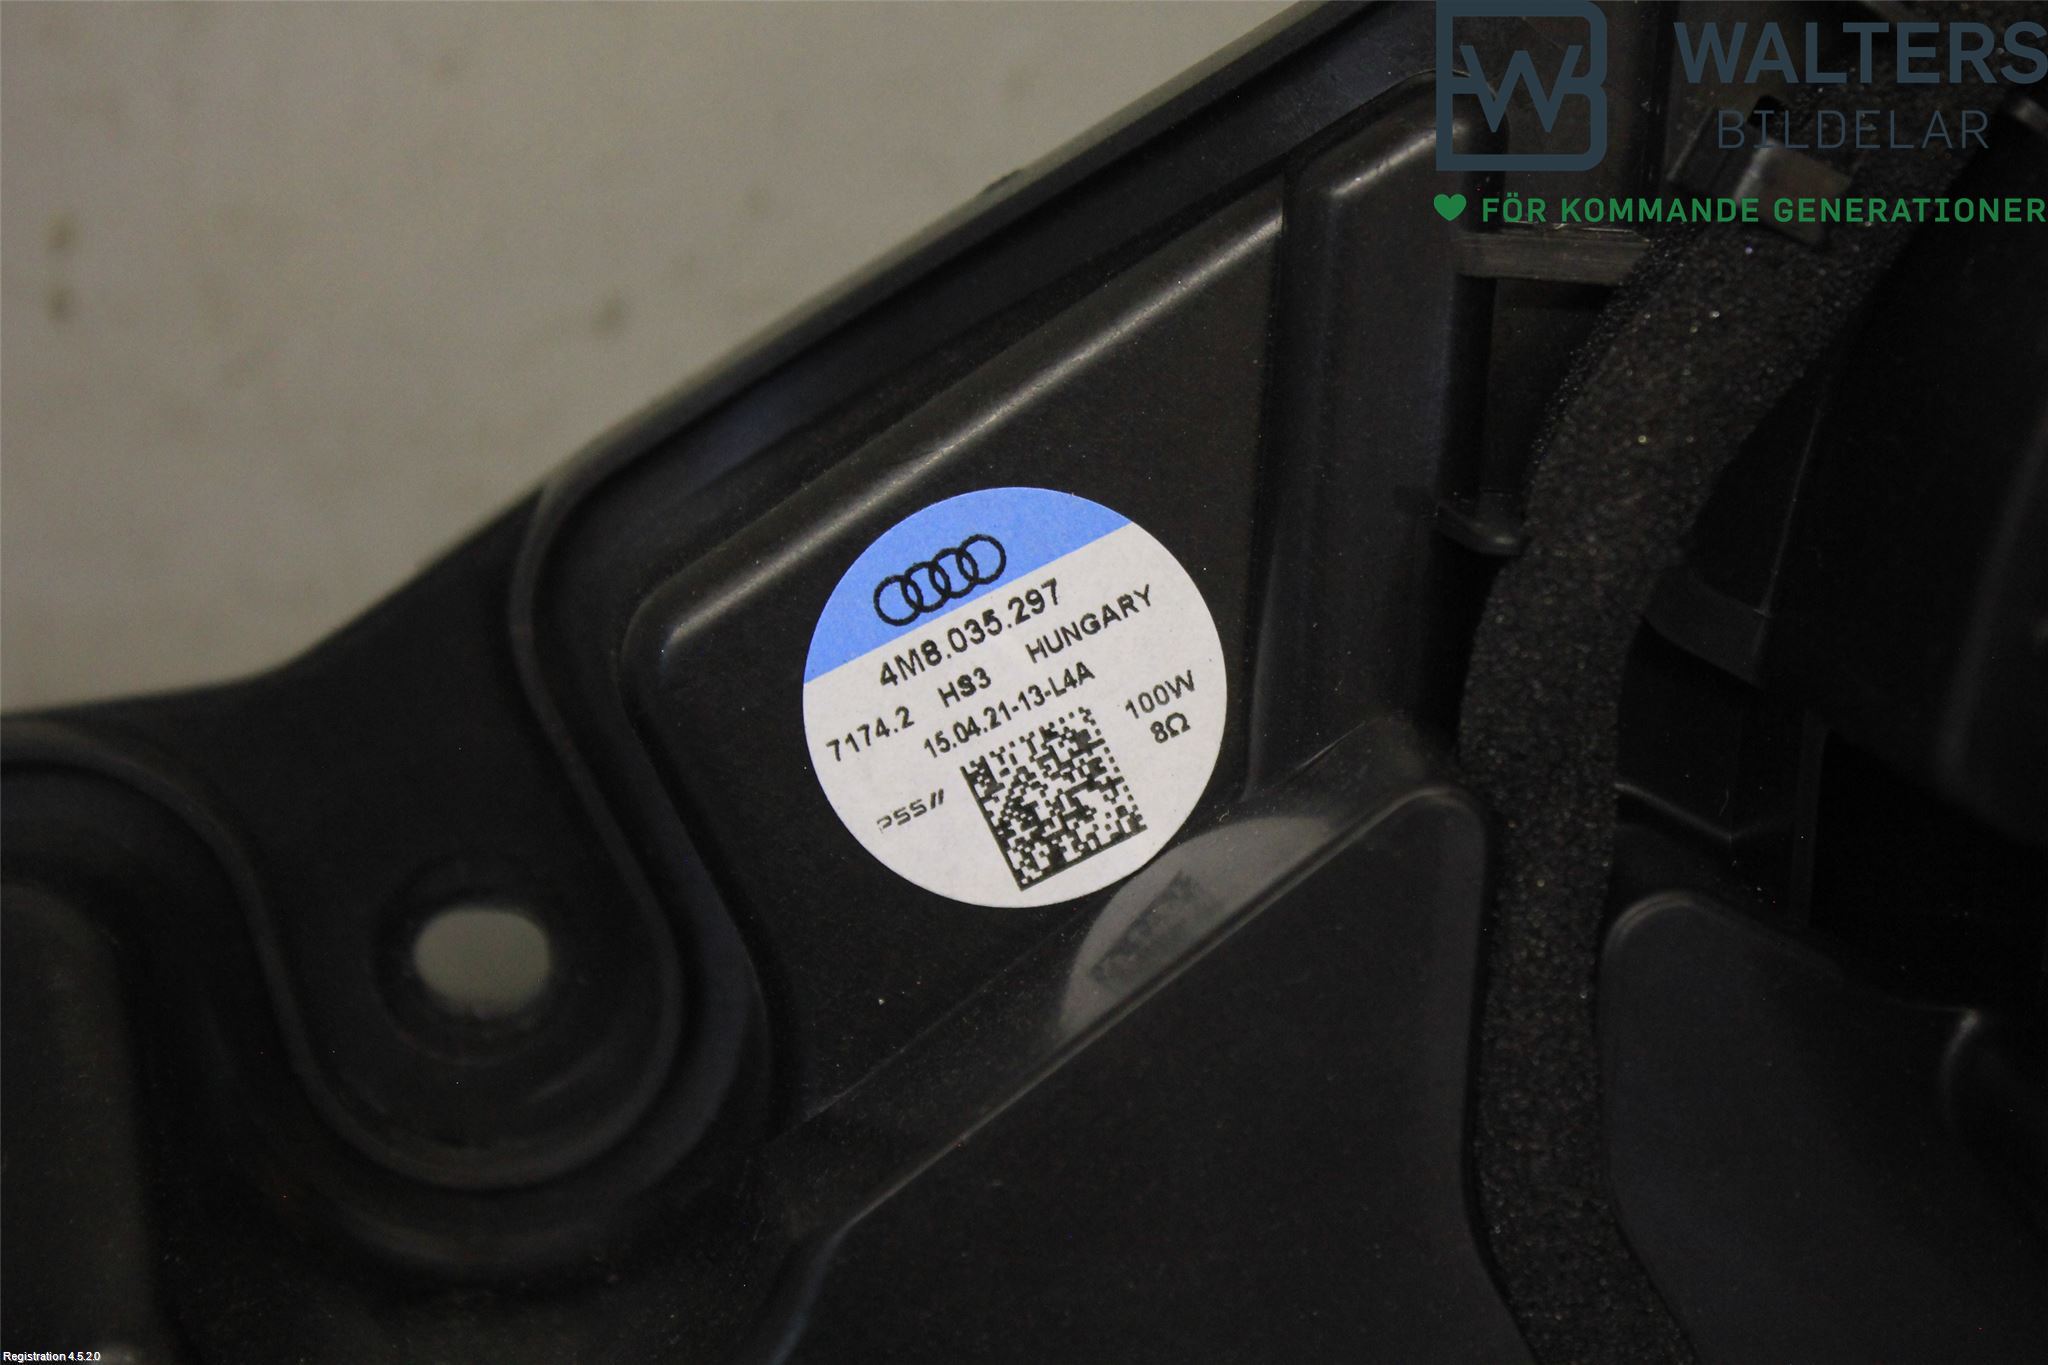 WALTERS
BILDELAR
FÖR KOMMANDE GENERATIONER
4M8.035.297
HS3 HUNGARY
7174.2 15.04.21-13-L4A 100W
8Ω
PSS//
Registration 4.5.2.0